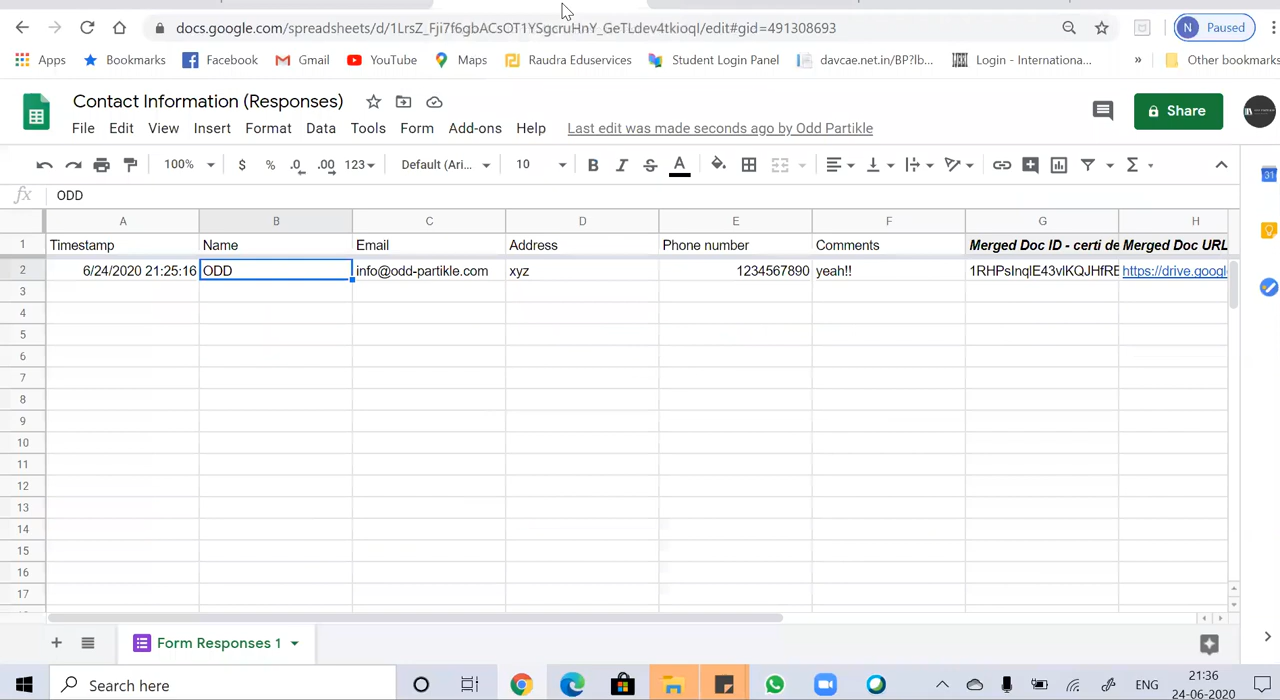 docs.google.com/spreadsheets/d/1LrsZ_Fji7f6gbACsOT1YSgcruHnY_GeTLdev4tkioqI/edit#gid=491308693
N Paused
Apps Bookmarks Facebook Gmail YouTube Maps Raudra Eduservices Student Login Panel davcae.net.in/BP?lb... Login - Internationa... » Other bookmarks
Contact Information (Responses)
Share
File Edit View Insert Format Data Tools Form Add-ons Help Last edit was made seconds ago by Odd Partikle
100% $ % .0 .00 123 Default (Ari... 10 B I S A Σ
31
fx ODD
A B C D E F G H
1 Timestamp Name Email Address Phone number Comments Merged Doc ID - certi de Merged Doc URL
2 6/24/2020 21:25:16 ODD info@odd-partikle.com xyz 1234567890 yeah!! https://drive.googl
3
4
5
6
7
8
9
10
11
12
13
14
15
16
17
+ Form Responses 1
Search here
ENG
21:36
24-06-2020